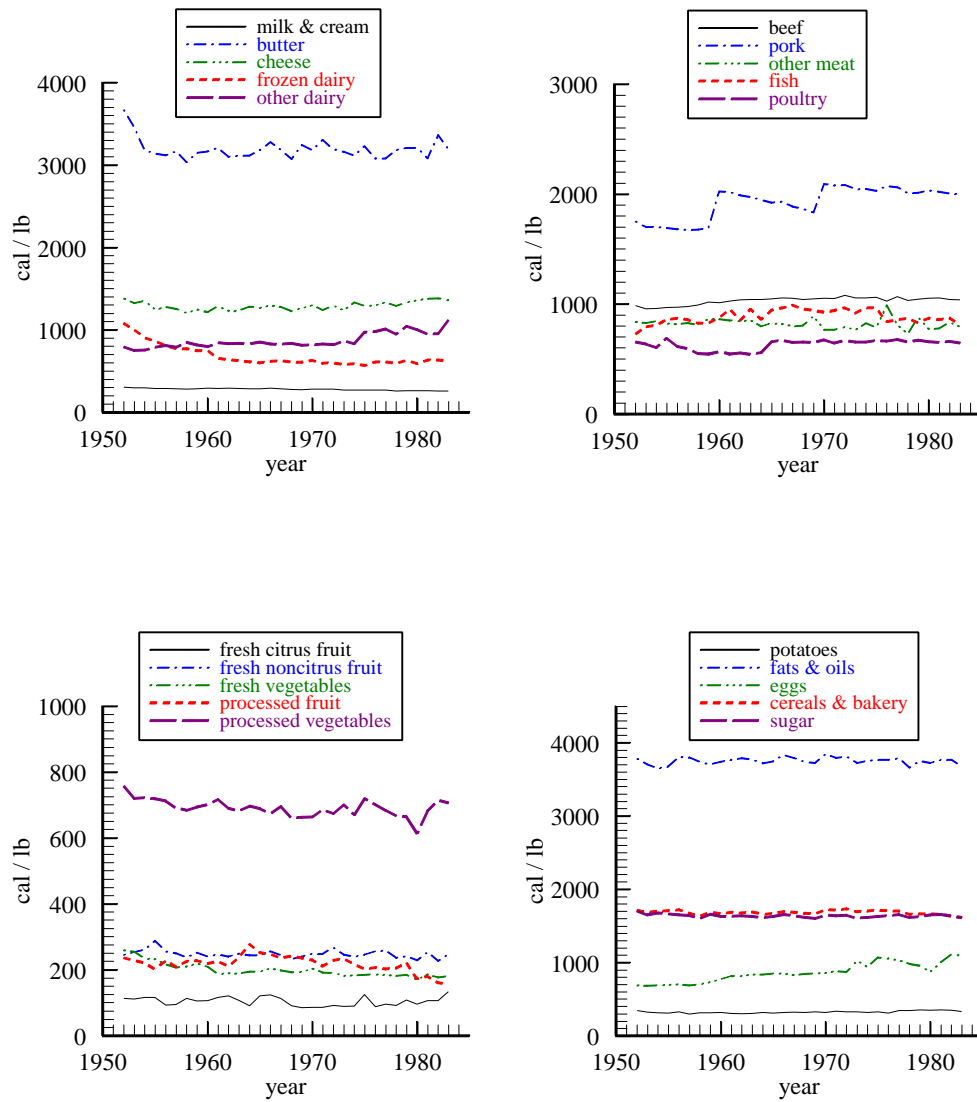 milk & cream
butter
cheese
frozen dairy
other dairy
4000
3000
2000
1000
0
cal / lb
1950 1960 1970 1980
year
beef
pork
other meat
fish
poultry
3000
2000
1000
0
cal / lb
1950 1960 1970 1980
year
fresh citrus fruit
fresh noncitrus fruit
fresh vegetables
processed fruit
processed vegetables
1000
800
600
400
200
0
cal / lb
1950 1960 1970 1980
year
potatoes
fats & oils
eggs
cereals & bakery
sugar
4000
3000
2000
1000
0
cal / lb
1950 1960 1970 1980
year